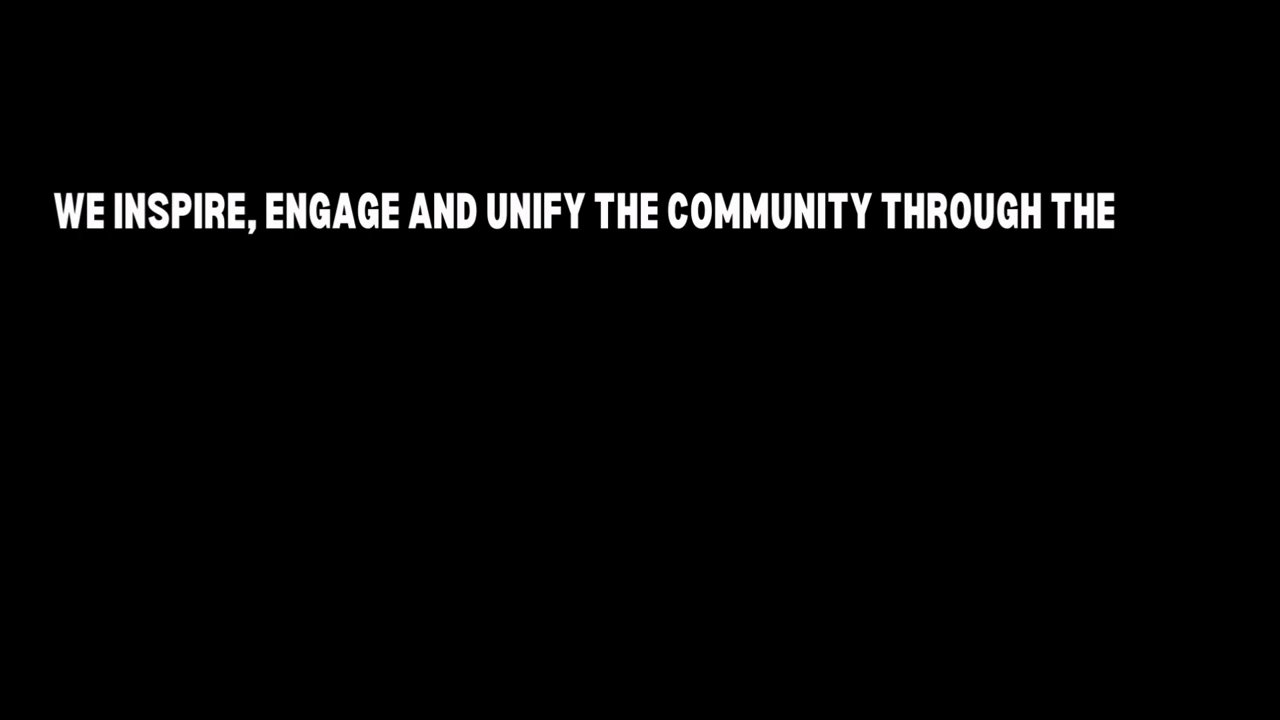 WE INSPIRE, ENGAGE AND UNIFY THE COMMUNITY THROUGH THE